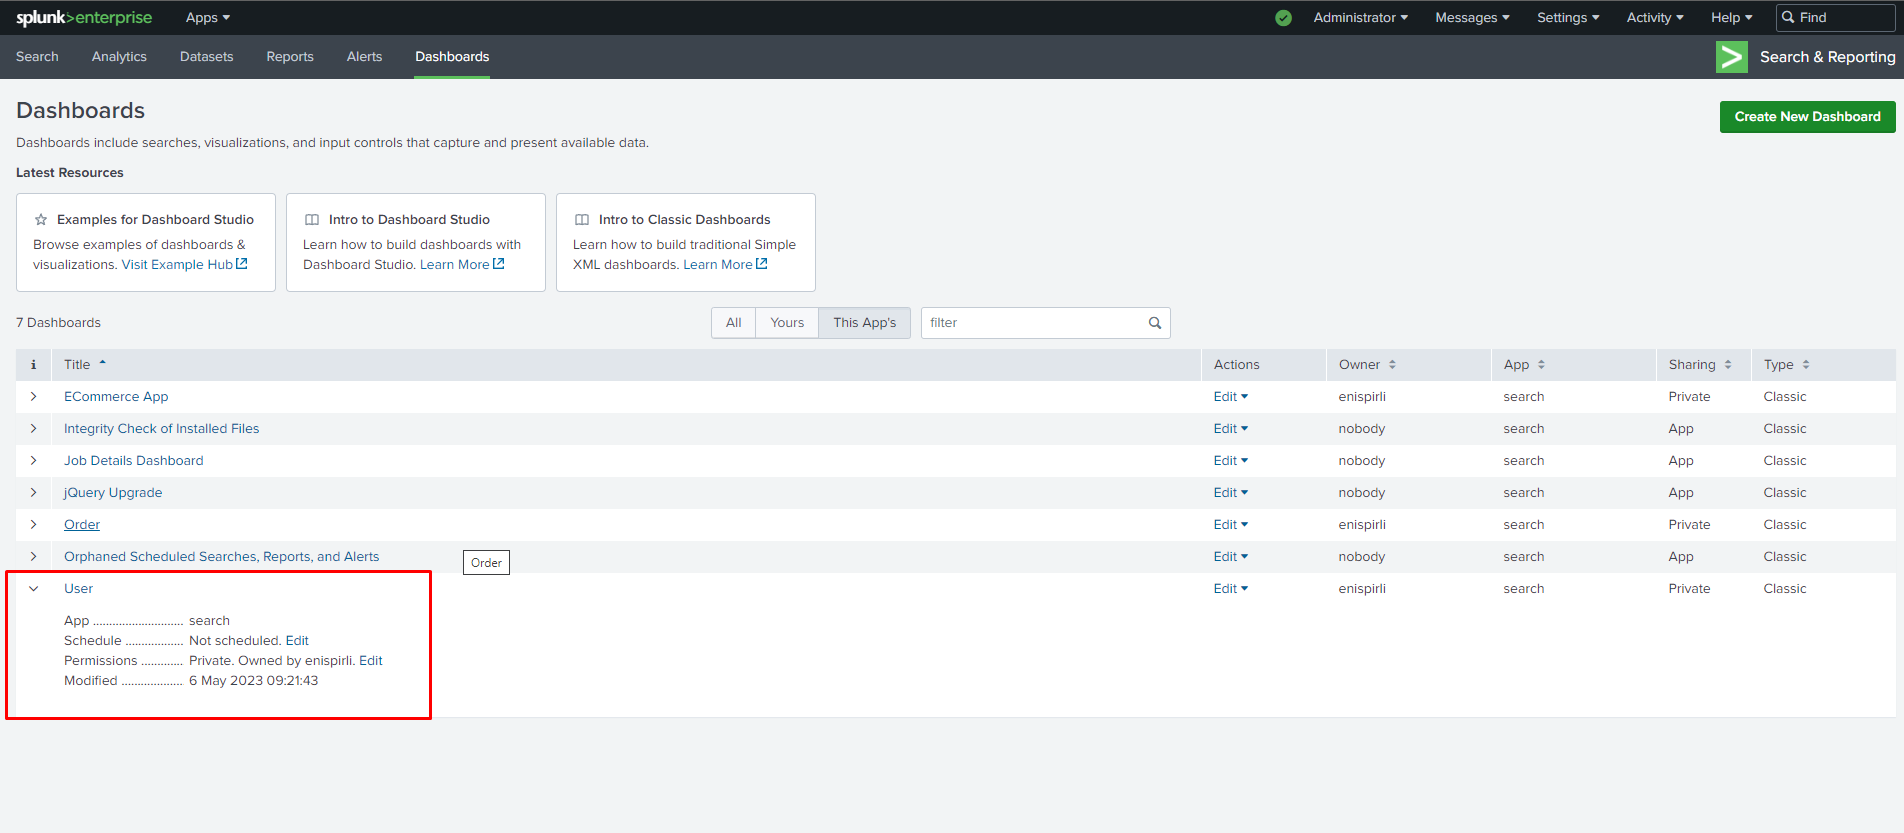 splunk>enterprise Apps Administrator Messages Settings Activity Help Find
Search Analytics Datasets Reports Alerts Dashboards Search & Reporting
Dashboards
Create New Dashboard
Dashboards include searches, visualizations, and input controls that capture and present available data.
Latest Resources
Examples for Dashboard Studio
Browse examples of dashboards &
visualizations. Visit Example Hub
Intro to Dashboard Studio
Learn how to build dashboards with
Dashboard Studio. Learn More
Intro to Classic Dashboards
Learn how to build traditional Simple
XML dashboards. Learn More
7 Dashboards All Yours This App's filter
i Title Actions Owner App Sharing Type
ECommerce App Edit enispirli search Private Classic
Integrity Check of Installed Files Edit nobody search App Classic
Job Details Dashboard Edit nobody search App Classic
jQuery Upgrade Edit nobody search App Classic
Order Edit enispirli search Private Classic
Orphaned Scheduled Searches, Reports, and Alerts Edit nobody search App Classic
Order
User Edit enispirli search Private Classic
App ............................ search
Schedule .................. Not scheduled. Edit
Permissions ............. Private. Owned by enispirli. Edit
Modified ................... 6 May 2023 09:21:43